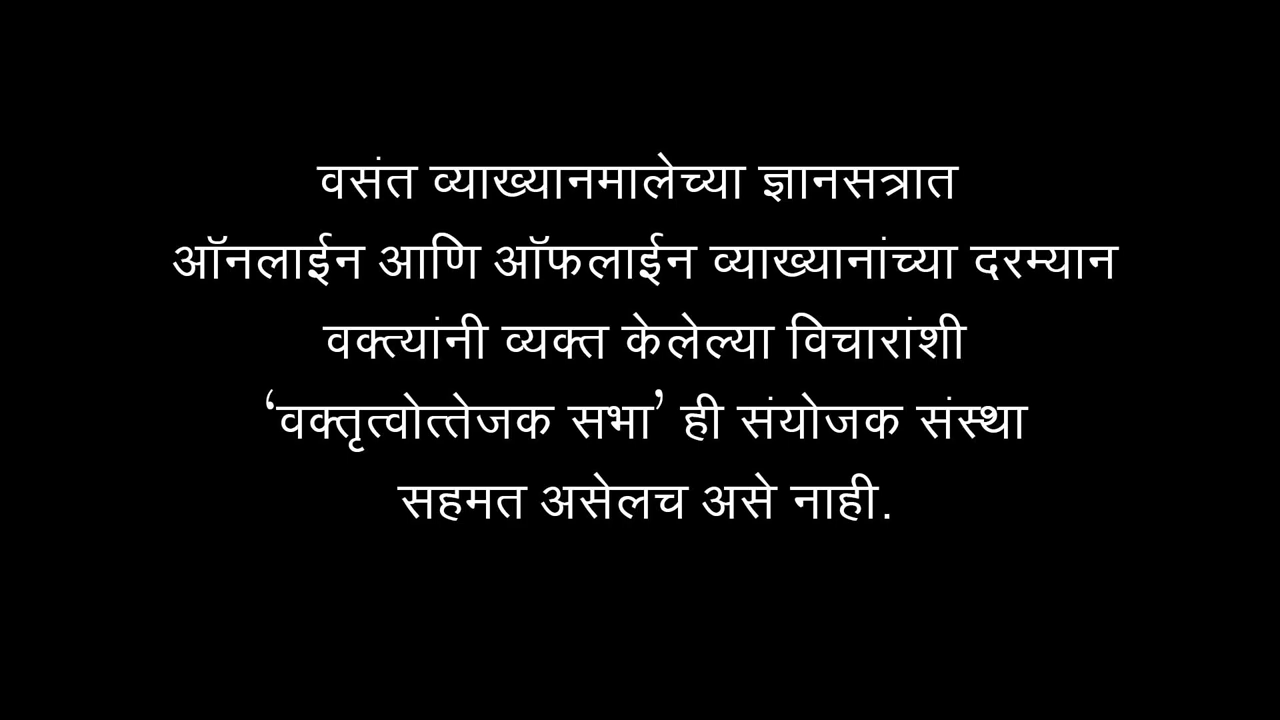 वसंत व्याख्यानमालेच्या ज्ञानसत्रात
ऑनलाईन आणि ऑफलाईन व्याख्यानांच्या दरम्यान
वक्त्यांनी व्यक्त केलेल्या विचारांशी
‘वक्तृत्वोत्तेजक सभा’ ही संयोजक संस्था
सहमत असेलच असे नाही.